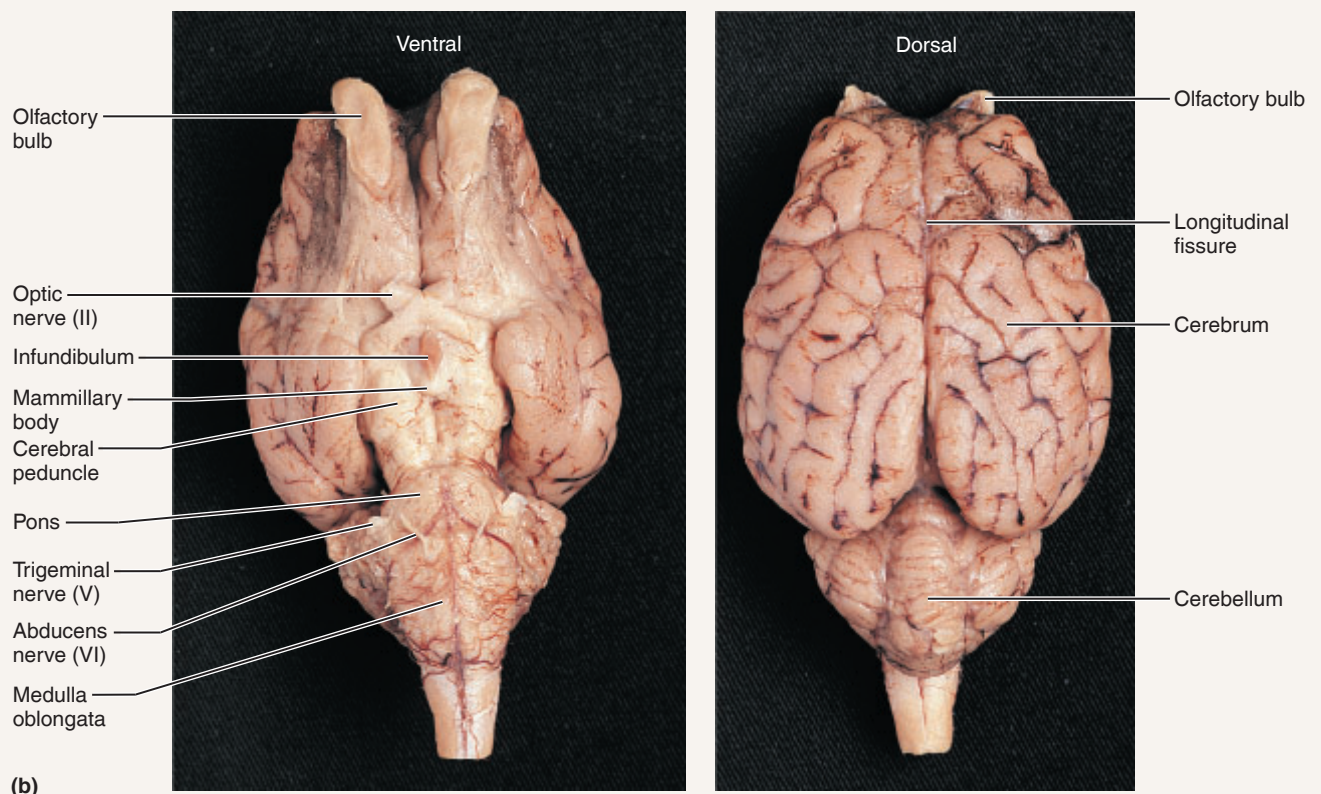 Ventral
Olfactory
bulb
Optic
nerve (II)
Infundibulum
Mammillary
body
Cerebral
peduncle
Pons
Trigeminal
nerve (V)
Abducens
nerve (VI)
Medulla
oblongata
(b)
Dorsal
Olfactory bulb
Longitudinal
fissure
Cerebrum
Cerebellum